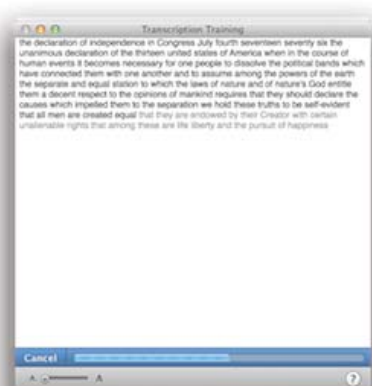 Transcription Training
the declaration of independence in Congress July fourth seventeen seventy six the
unanimous declaration of the thirteen united states of America when in the course of
human events it becomes necessary for one people to dissolve the political bands which
have connected them with one another and to assume among the powers of the earth
the separate and equal station to which the laws of nature and of nature's God entitle
them a decent respect to the opinions of mankind requires that they should declare the
causes which impelled them to the separation we hold these truths to be self-evident
that all men are created equal that they are endowed by their Creator with certain
unalienable rights that among these are life liberty and the pursuit of happiness
Cancel
A A ?